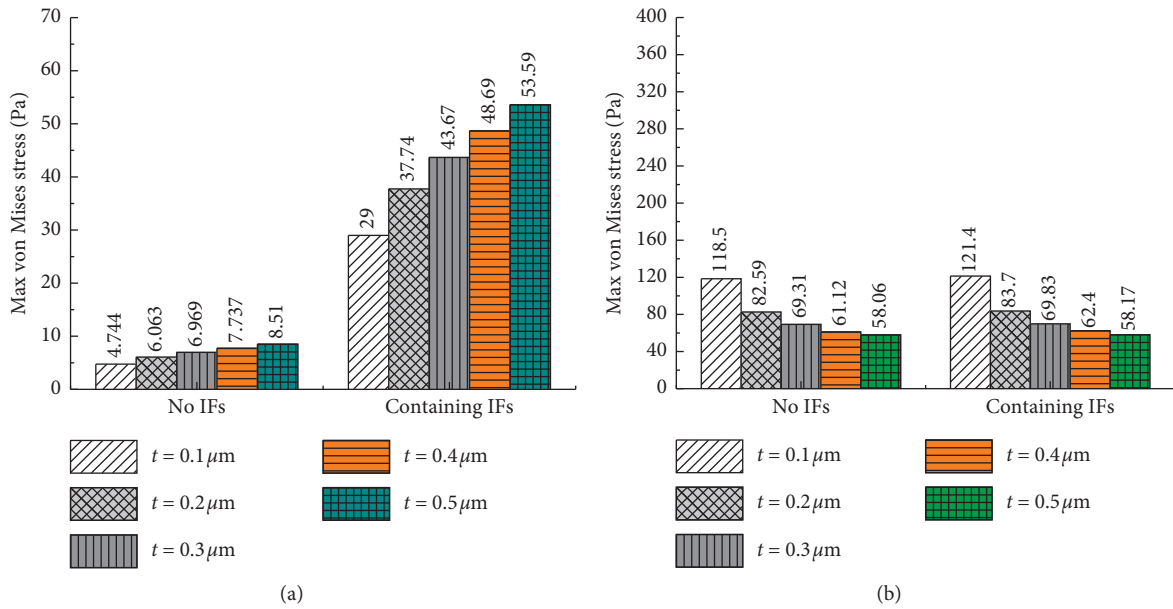 Max von Mises stress (Pa)
70
60
50
40
30
20
10
0
4.744
6.063
6.969
7.737
8.51
29
37.74
43.67
48.69
53.59
No IFs
Containing IFs
t = 0.1 μm
t = 0.4 μm
t = 0.2 μm
t = 0.5 μm
t = 0.3 μm
(a)
Max von Mises stress (Pa)
400
360
320
280
240
200
160
120
80
40
0
118.5
82.59
69.31
61.12
58.06
121.4
83.7
69.83
62.4
58.17
No IFs
Containing IFs
t = 0.1 μm
t = 0.4 μm
t = 0.2 μm
t = 0.5 μm
t = 0.3 μm
(b)